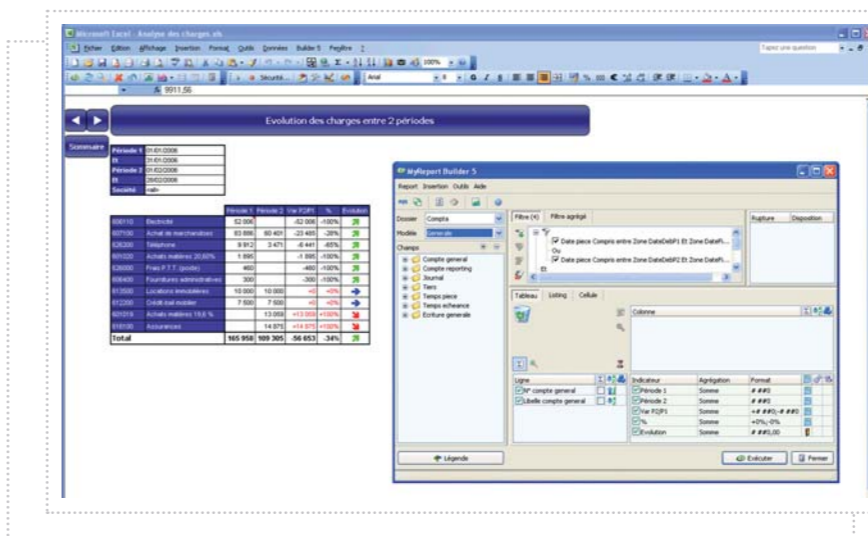 Microsoft Excel - Analyse des charges.xls
Fichier Edition Affichage Insertion Format Outils Données Builder 5 Fenêtre ?
Tapez une question
100%
Sécurité...
Arial
8
9911,56
Evolution des charges entre 2 périodes
Sommaire
Période 1 01/01/2006
Et 31/01/2006
Période 2 01/02/2006
Et 28/02/2006
Société <all>
Période 1 Période 2 Var P2/P1 % Evolution
606110 Electricité 52 006 -52 006 -100%
607100 Achat de marchandises 83 886 60 401 -23 485 -28%
626200 Téléphone 9 912 3 471 -6 441 -65%
601020 Achats matières 20,60% 1 895 -1 895 -100%
626000 Frais P.T.T. (poste) 460 -460 -100%
606400 Fournitures administratives 300 -300 -100%
613500 Locations immobilières 10 000 10 000 +0 +0%
612200 Crédit-bail mobilier 7 500 7 500 +0 +0%
601019 Achats matières 19,6 % 13 059 +13 059 +100%
616100 Assurances 14 875 +14 875 +100%
Total 165 958 109 305 -56 653 -34%
MyReport Builder 5
Report Insertion Outils Aide
Dossier Compta
Modèle Generale
Champs
Compte general
Compte reporting
Journal
Tiers
Temps piece
Temps echeance
Ecriture generale
Légende
Filtre (4) Filtre agrégé
Et
Date piece Compris entre Zone DateDebP1 Et Zone DateFi...
Ou
Date piece Compris entre Zone DateDebP2 Et Zone DateFi...
Et
Rupture Disposition
Tableau Listing Cellule
Colonne
Ligne
N° compte general
Libelle compte general
Indicateur Agrégation Format
Période 1 Somme # ##0
Période 2 Somme # ##0
Var P2/P1 Somme +# ##0;-# ##0
% Somme +0%;-0%
Evolution Somme # ##0,00
Exécuter Fermer